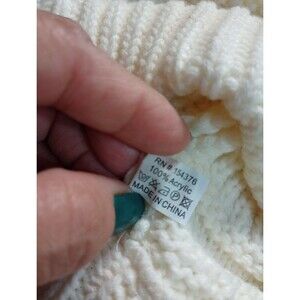 RN # 154376
100% Acrylic
MADE IN CHINA